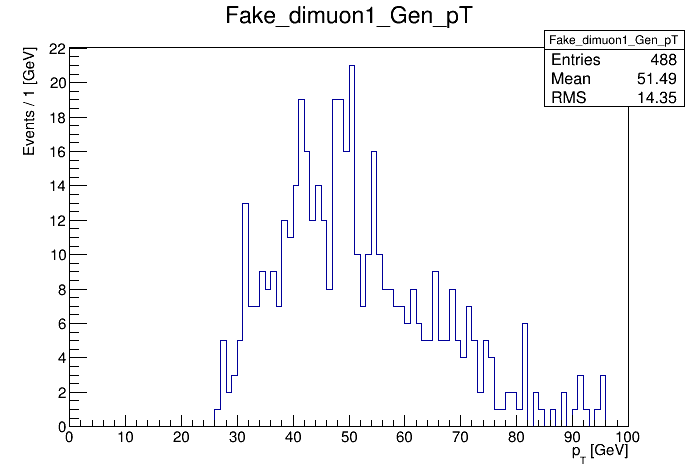 Fake_dimuon1_Gen_pT
Fake_dimuon1_Gen_pT
Entries 488
Mean 51.49
RMS 14.35
Events / 1 [GeV]
22
20
18
16
14
12
10
8
6
4
2
0
0 10 20 30 40 50 60 70 80 90 100
p_T [GeV]